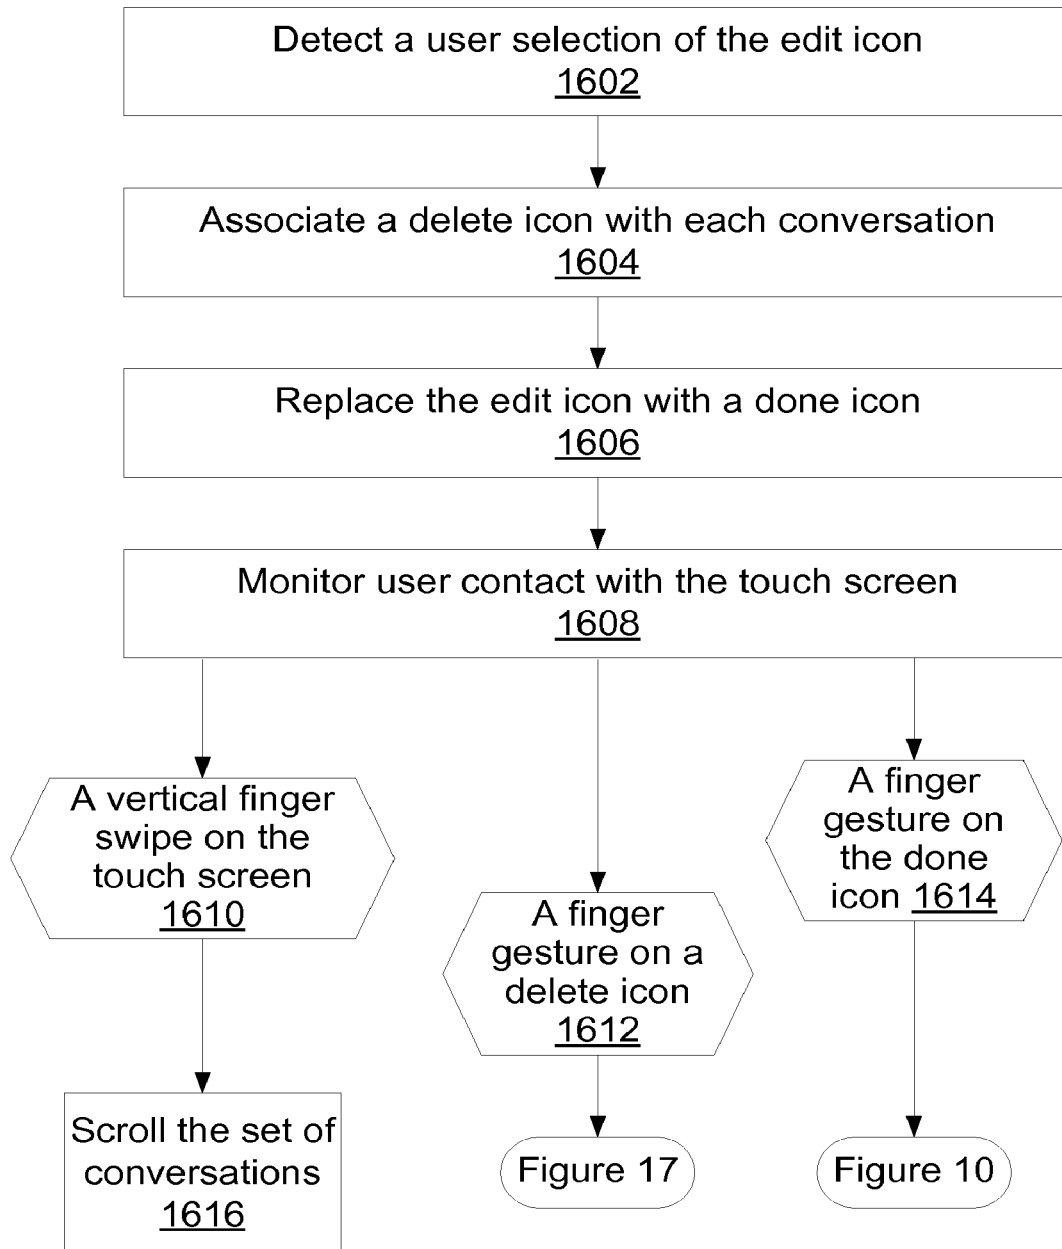 Detect a user selection of the edit icon
1602
Associate a delete icon with each conversation
1604
Replace the edit icon with a done icon
1606
Monitor user contact with the touch screen
1608
A vertical finger
swipe on the
touch screen
1610
A finger
gesture on a
delete icon
1612
A finger
gesture on
the done
icon 1614
Scroll the set of
conversations
1616
Figure 17
Figure 10